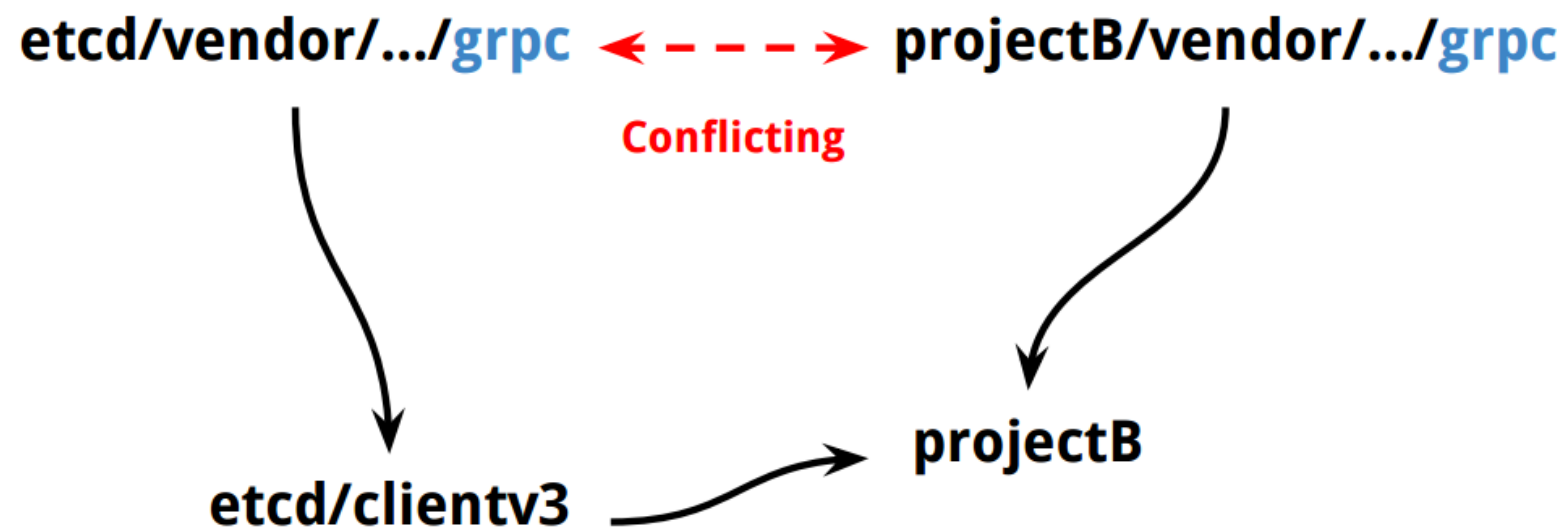 etcd/vendor/.../grpc
projectB/vendor/.../grpc
Conflicting
projectB
etcd/clientv3